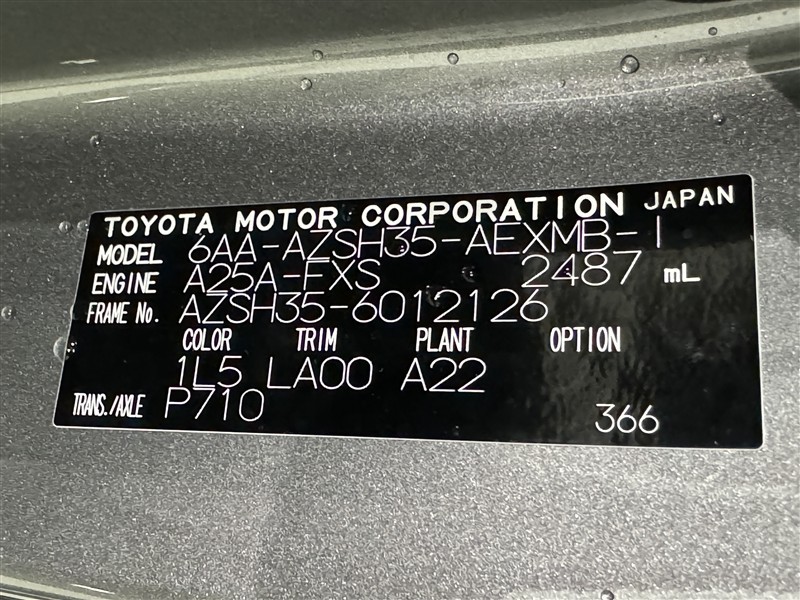 TOYOTA MOTOR CORPORATION JAPAN
MODEL 6AA-AZSH35-AEXMB-I
ENGINE A25A-FXS 2487 mL
FRAME No. AZSH35-6012126
COLOR TRIM PLANT OPTION
1L5 LA00 A22
TRANS./AXLE P710
366